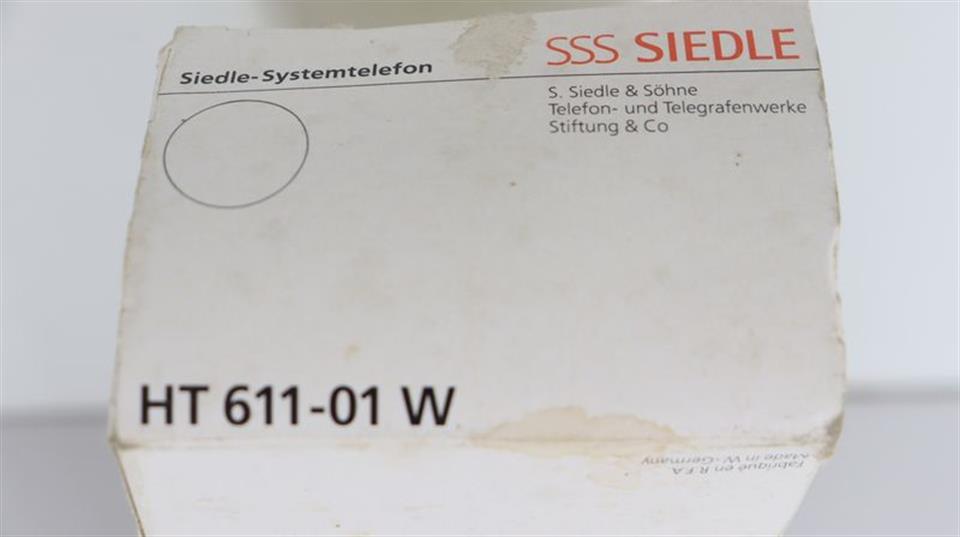 Siedle-Systemtelefon
SSS SIEDLE
S. Siedle & Söhne
Telefon- und Telegrafenwerke
Stiftung & Co
HT 611-01 W
Made in W.-Germany
Fabriqué en R.F.A.